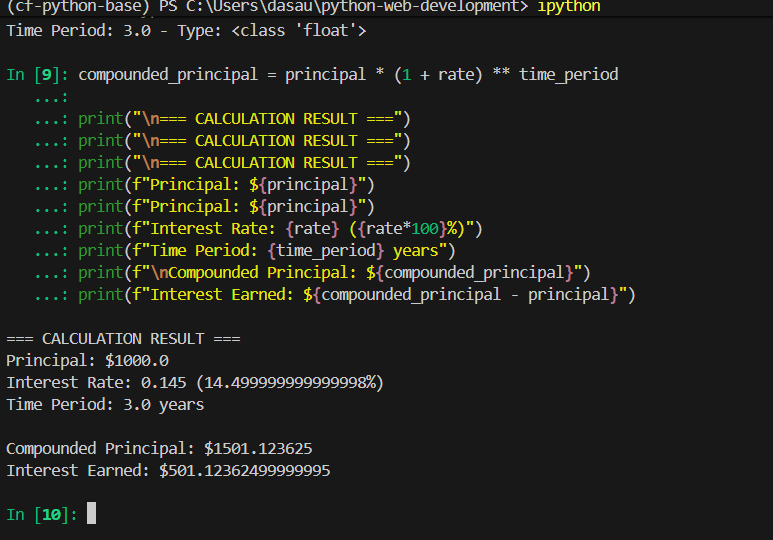 (cf-python-base) PS C:\Users\dasau\python-web-development> ipython
Time Period: 3.0 - Type: <class 'float'>
In [9]: compounded_principal = principal * (1 + rate) ** time_period
...:
...: print("\n=== CALCULATION RESULT ===")
...: print("\n=== CALCULATION RESULT ===")
...: print("\n=== CALCULATION RESULT ===")
...: print(f"Principal: ${principal}")
...: print(f"Principal: ${principal}")
...: print(f"Interest Rate: {rate} ({rate*100}%)")
...: print(f"Time Period: {time_period} years")
...: print(f"\nCompounded Principal: ${compounded_principal}")
...: print(f"Interest Earned: ${compounded_principal - principal}")
=== CALCULATION RESULT ===
Principal: $1000.0
Interest Rate: 0.145 (14.499999999999998%)
Time Period: 3.0 years
Compounded Principal: $1501.123625
Interest Earned: $501.12362499999995
In [10]: